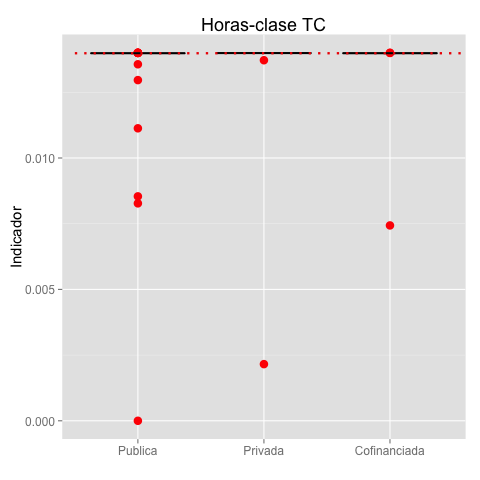 Horas-clase TC
Indicador
0.010
0.005
0.000
Publica
Privada
Cofinanciada